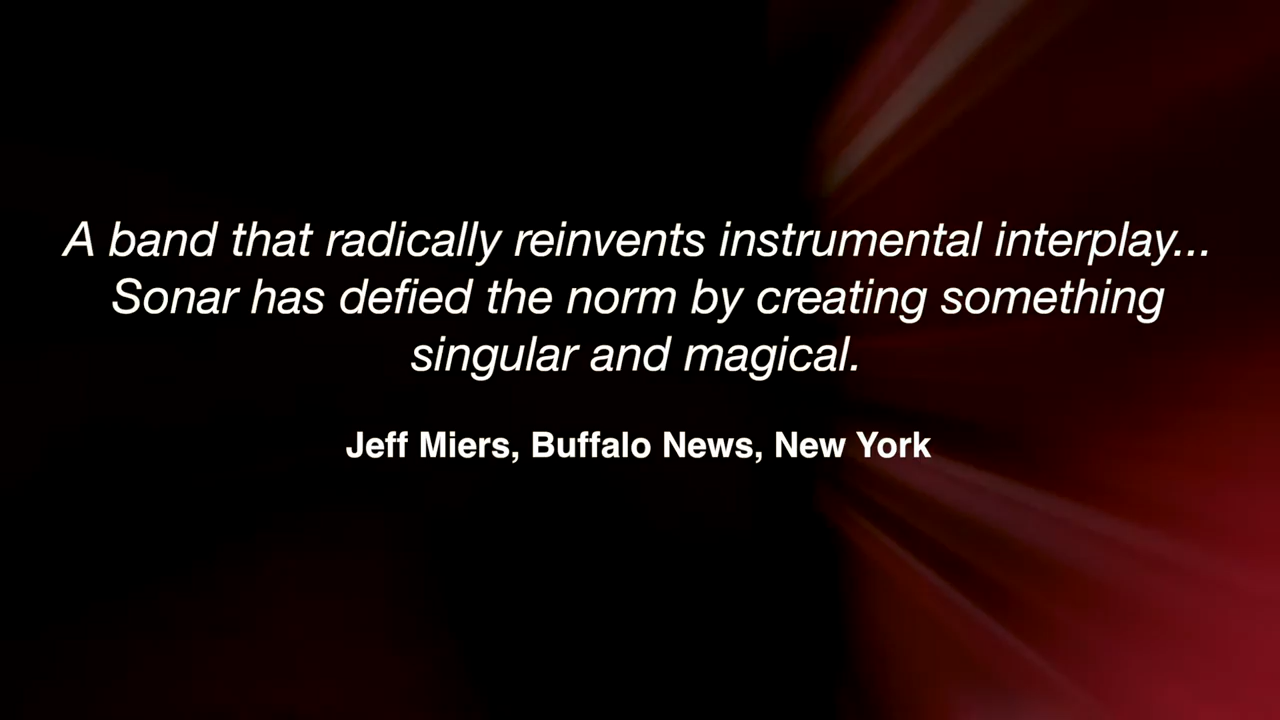 A band that radically reinvents instrumental interplay...
Sonar has defied the norm by creating something
singular and magical.
Jeff Miers, Buffalo News, New York